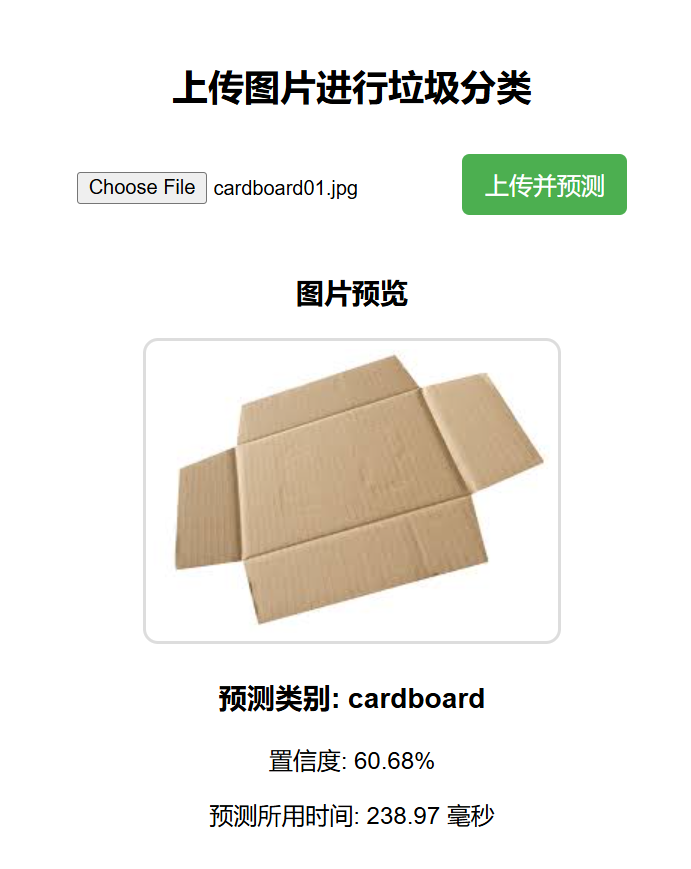 上传图片进行垃圾分类
Choose File cardboard01.jpg
上传并预测
图片预览
预测类别: cardboard
置信度: 60.68%
预测所用时间: 238.97 毫秒